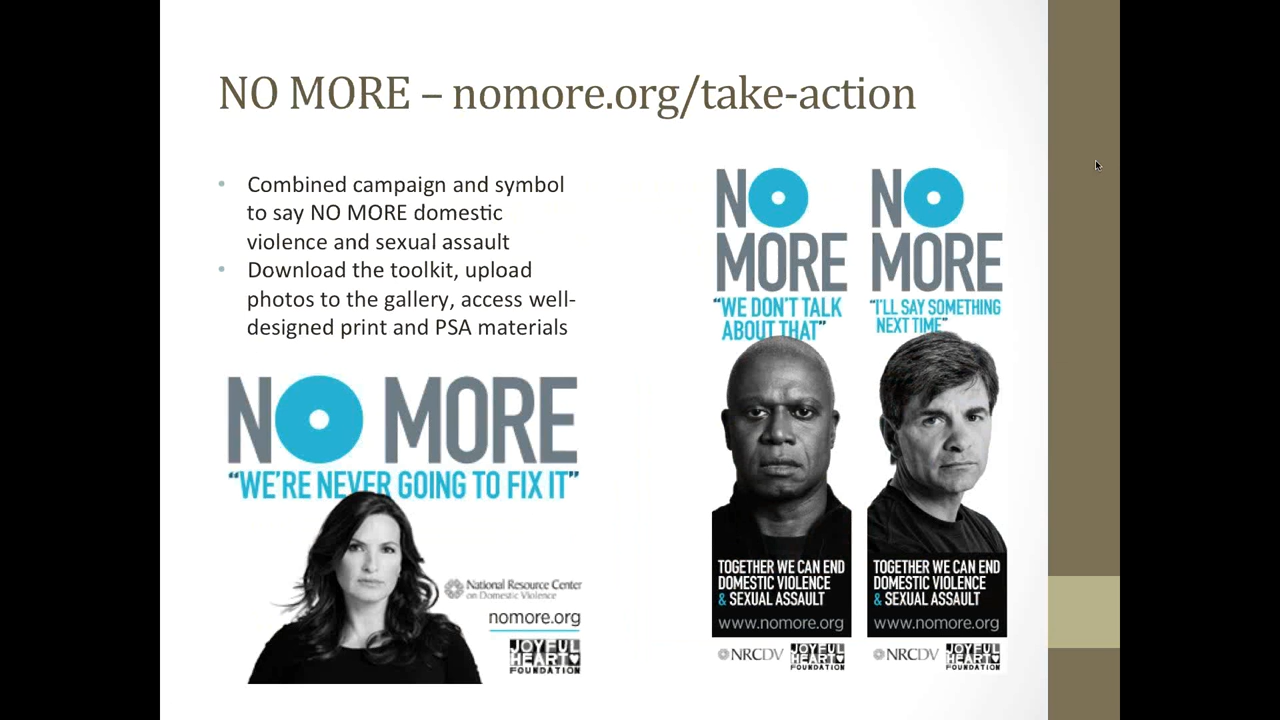 NO MORE – nomore.org/take-action
• Combined campaign and symbol
to say NO MORE domestic
violence and sexual assault
• Download the toolkit, upload
photos to the gallery, access well-
designed print and PSA materials
NO MORE
"WE'RE NEVER GOING TO FIX IT"
National Resource Center
on Domestic Violence
nomore.org
JOYFUL
HEART
FOUNDATION
NO
MORE
"WE DON'T TALK
ABOUT THAT"
TOGETHER WE CAN END
DOMESTIC VIOLENCE
& SEXUAL ASSAULT
www.nomore.org
NRCDV
JOYFUL
HEART
FOUNDATION
NO
MORE
"I'LL SAY SOMETHING
NEXT TIME"
TOGETHER WE CAN END
DOMESTIC VIOLENCE
& SEXUAL ASSAULT
www.nomore.org
NRCDV
JOYFUL
HEART
FOUNDATION